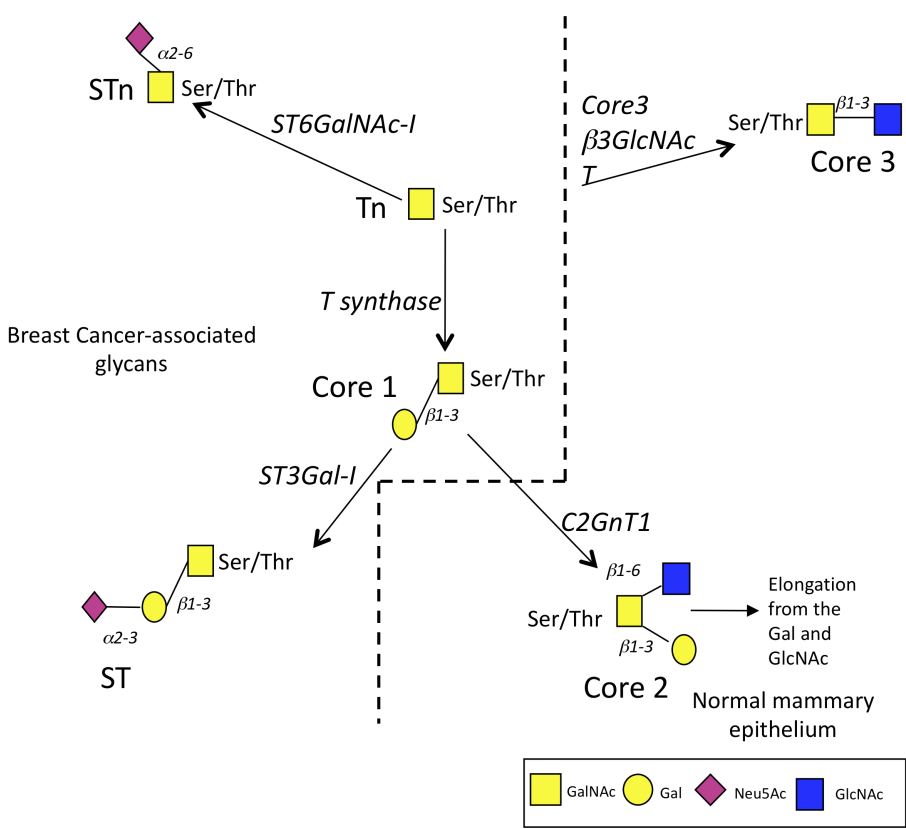 α2-6
STn
Ser/Thr
ST6GalNAc-I
Core3
β3GlcNAc
T
Ser/Thr
β1-3
Core 3
Tn
Ser/Thr
T synthase
Breast Cancer-associated
glycans
Core 1
Ser/Thr
β1-3
ST3Gal-I
C2GnT1
Ser/Thr
β1-3
α2-3
ST
β1-6
Ser/Thr
β1-3
Core 2
Elongation
from the
Gal and
GlcNAc
Normal mammary
epithelium
GalNAc
Gal
Neu5Ac
GlcNAc